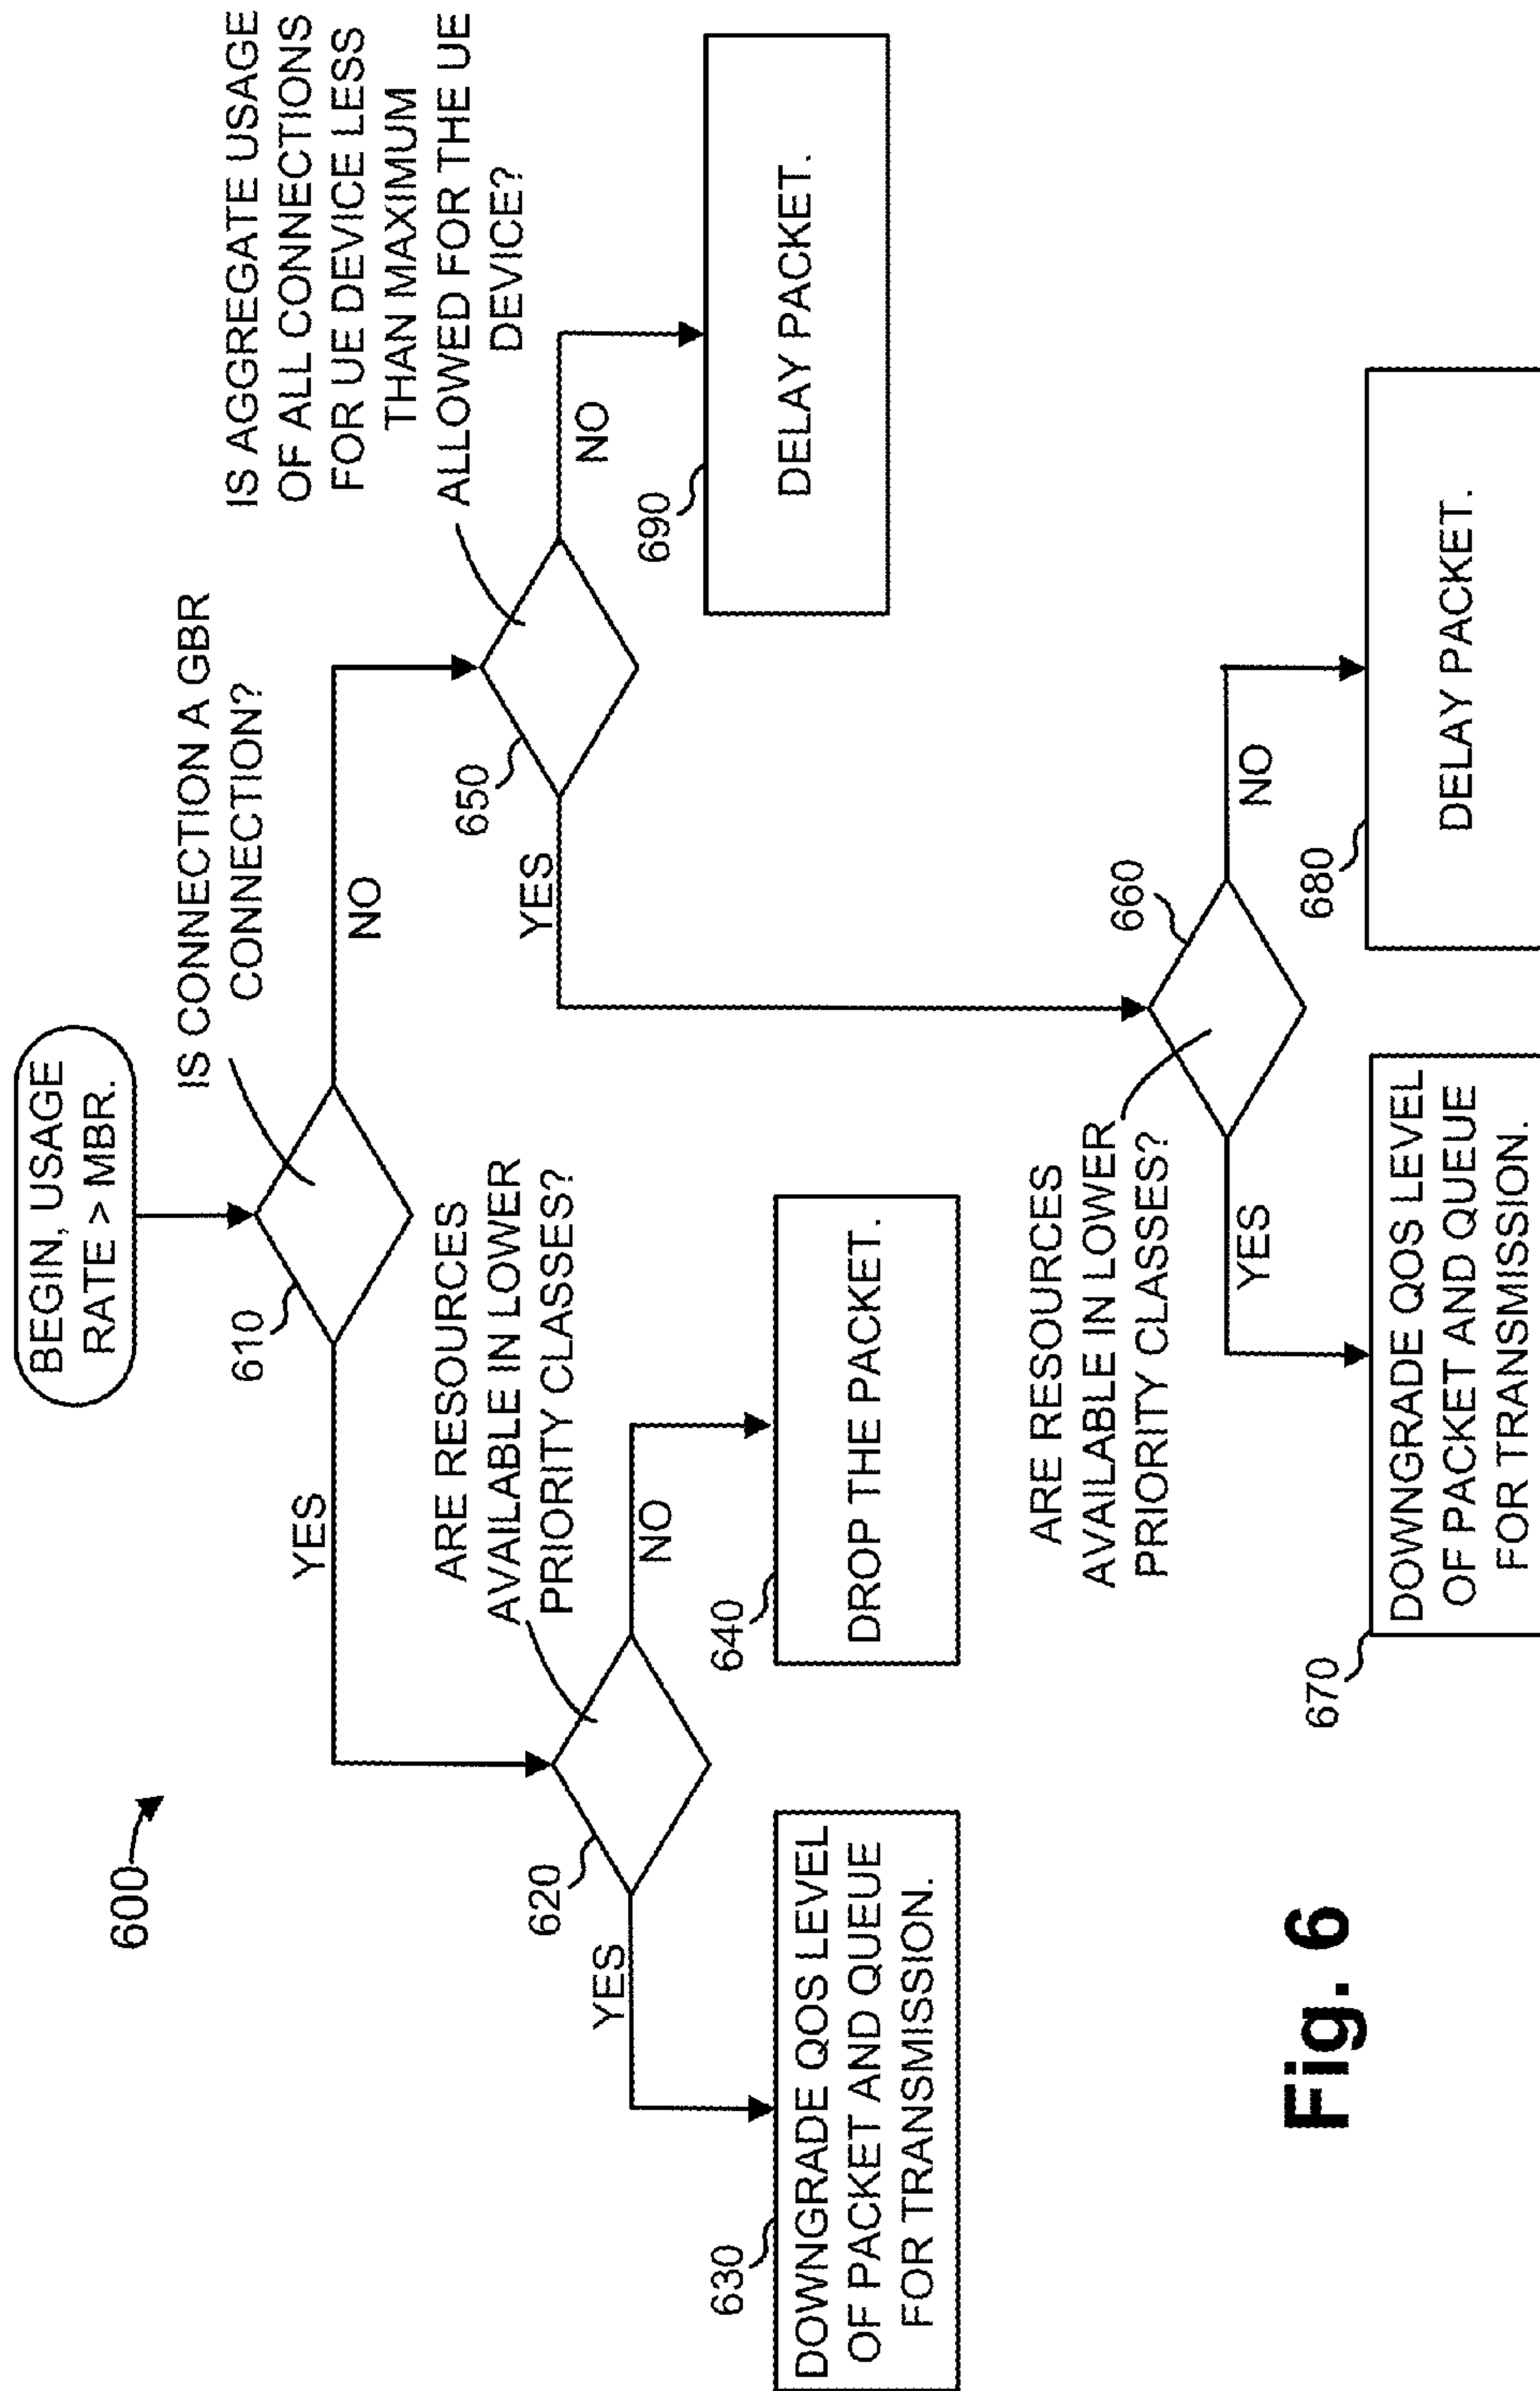 600
BEGIN, USAGE
RATE > MBR.
610
IS CONNECTION A GBR
CONNECTION?
YES
NO
620
ARE RESOURCES
AVAILABLE IN LOWER
PRIORITY CLASSES?
YES
NO
630
DOWNGRADE QOS LEVEL
OF PACKET AND QUEUE
FOR TRANSMISSION.
640
DROP THE PACKET.
650
IS AGGREGATE USAGE
OF ALL CONNECTIONS
FOR UE DEVICE LESS
THAN MAXIMUM
ALLOWED FOR THE UE
DEVICE?
YES
NO
690
DELAY PACKET.
660
ARE RESOURCES
AVAILABLE IN LOWER
PRIORITY CLASSES?
YES
NO
670
DOWNGRADE QOS LEVEL
OF PACKET AND QUEUE
FOR TRANSMISSION.
680
DELAY PACKET.
Fig. 6